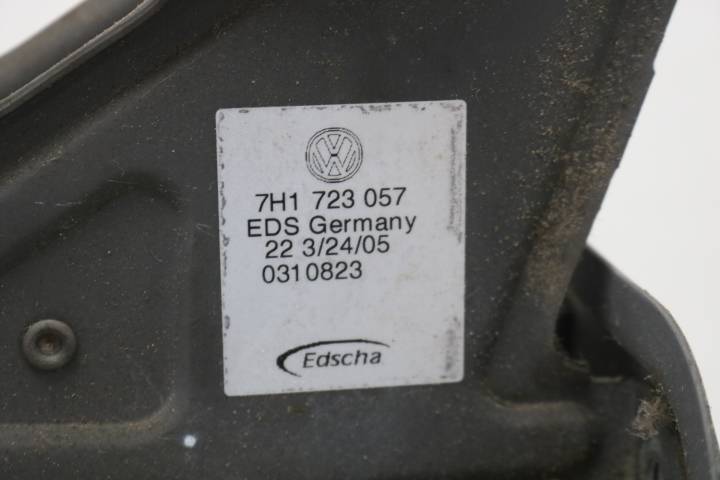 7H1 723 057
EDS Germany
22 3/24/05
0310823
Edscha